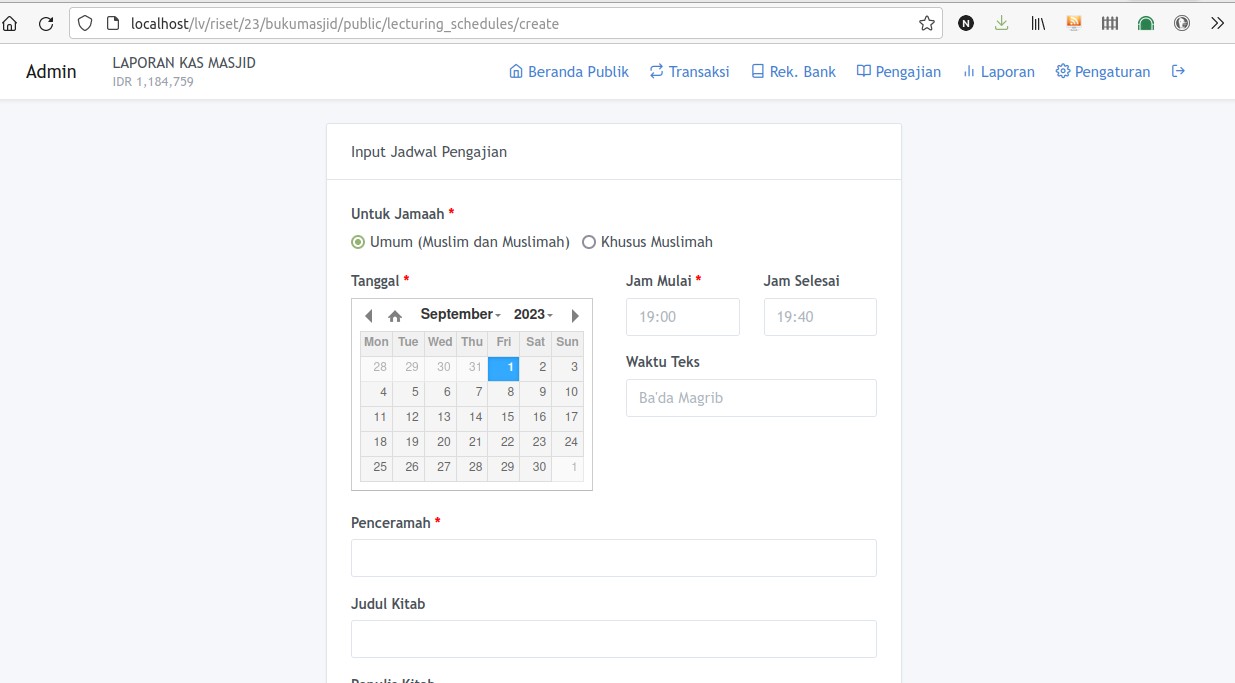 localhost/lv/riset/23/bukumasjid/public/lecturing_schedules/create
N
Admin
LAPORAN KAS MASJID
IDR 1,184,759
Beranda Publik Transaksi Rek. Bank Pengajian Laporan Pengaturan
Input Jadwal Pengajian
Untuk Jamaah *
Umum (Muslim dan Muslimah) Khusus Muslimah
Tanggal * Jam Mulai * Jam Selesai
September 2023
19:00 19:40
Mon Tue Wed Thu Fri Sat Sun
28 29 30 31 1 2 3
4 5 6 7 8 9 10
11 12 13 14 15 16 17
18 19 20 21 22 23 24
25 26 27 28 29 30 1
Waktu Teks
Ba'da Magrib
Penceramah *
Judul Kitab